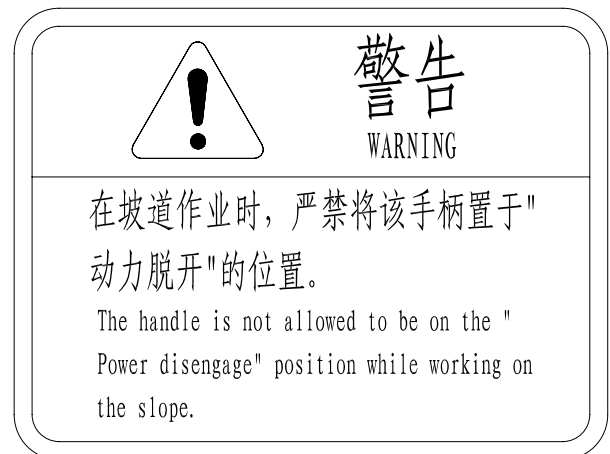 警告
WARNING
在坡道作业时，严禁将该手柄置于"
动力脱开"的位置。
The handle is not allowed to be on the "
Power disengage" position while working on
the slope.